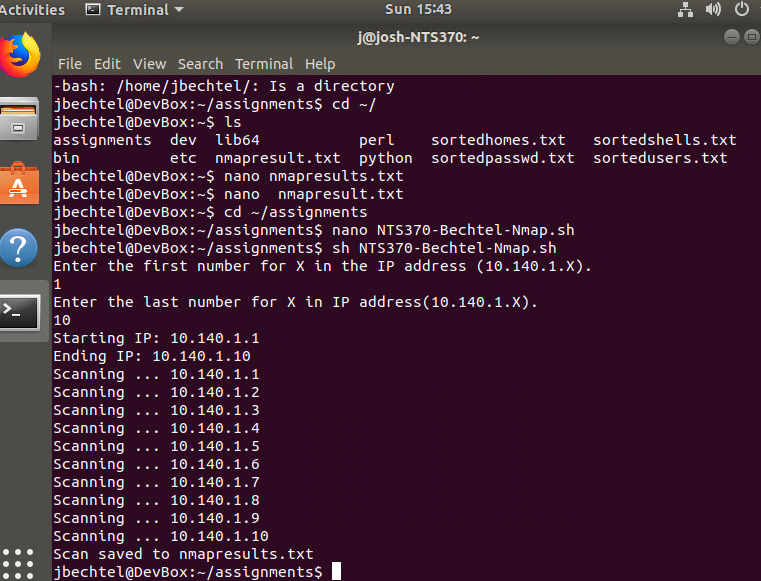 Activities Terminal Sun 15:43
j@josh-NTS370: ~
File Edit View Search Terminal Help
-bash: /home/jbechtel/: Is a directory
jbechtel@DevBox:~/assignments$ cd ~/
jbechtel@DevBox:~$ ls
assignments  dev  lib64           perl    sortedhomes.txt   sortedshells.txt
bin          etc  nmapresult.txt  python  sortedpasswd.txt  sortedusers.txt
jbechtel@DevBox:~$ nano nmapresults.txt
jbechtel@DevBox:~$ nano  nmapresult.txt
jbechtel@DevBox:~$ cd ~/assignments
jbechtel@DevBox:~/assignments$ nano NTS370-Bechtel-Nmap.sh
jbechtel@DevBox:~/assignments$ sh NTS370-Bechtel-Nmap.sh
Enter the first number for X in the IP address (10.140.1.X).
1
Enter the last number for X in IP address(10.140.1.X).
10
Starting IP: 10.140.1.1
Ending IP: 10.140.1.10
Scanning ... 10.140.1.1
Scanning ... 10.140.1.2
Scanning ... 10.140.1.3
Scanning ... 10.140.1.4
Scanning ... 10.140.1.5
Scanning ... 10.140.1.6
Scanning ... 10.140.1.7
Scanning ... 10.140.1.8
Scanning ... 10.140.1.9
Scanning ... 10.140.1.10
Scan saved to nmapresults.txt
jbechtel@DevBox:~/assignments$